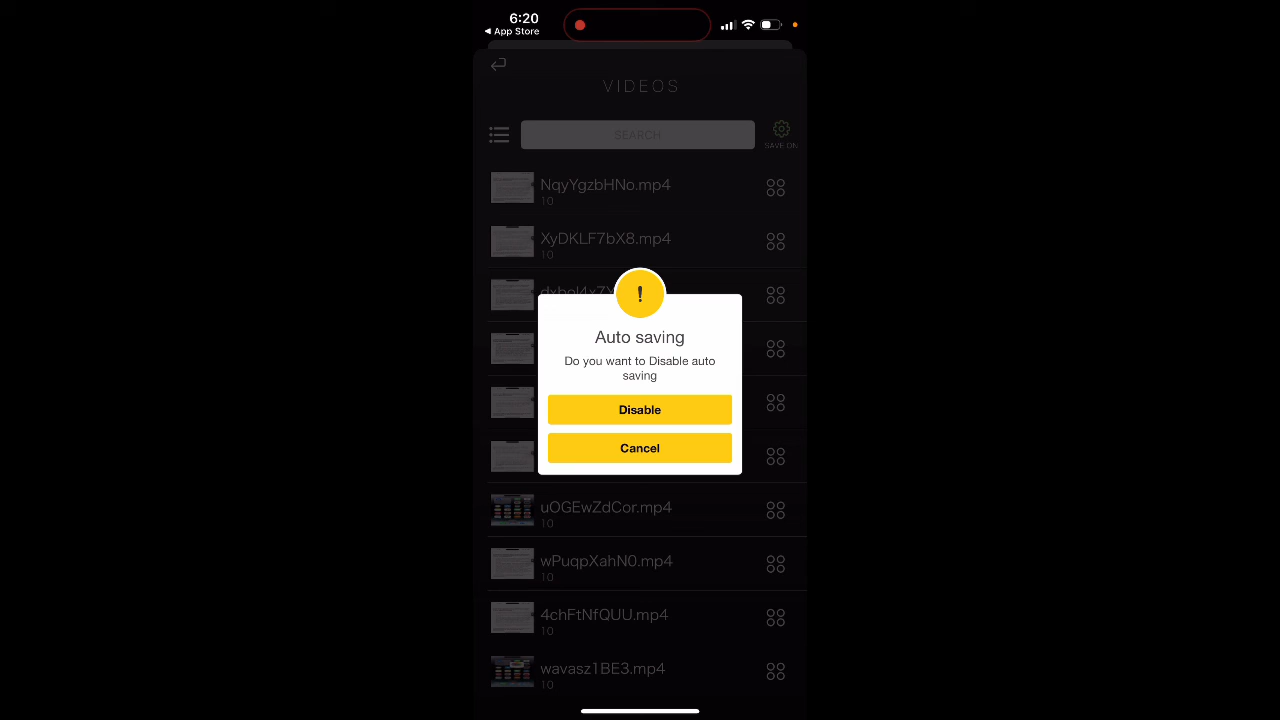 6:20
App Store
VIDEOS
SEARCH
SAVE ON
NqyYgzbHNo.mp4
10
XyDKLF7bX8.mp4
10
Auto saving
Do you want to Disable auto
saving
Disable
Cancel
uOGEwZdCor.mp4
10
wPuqpXahN0.mp4
10
4chFtNfQUU.mp4
10
wavasz1BE3.mp4
10